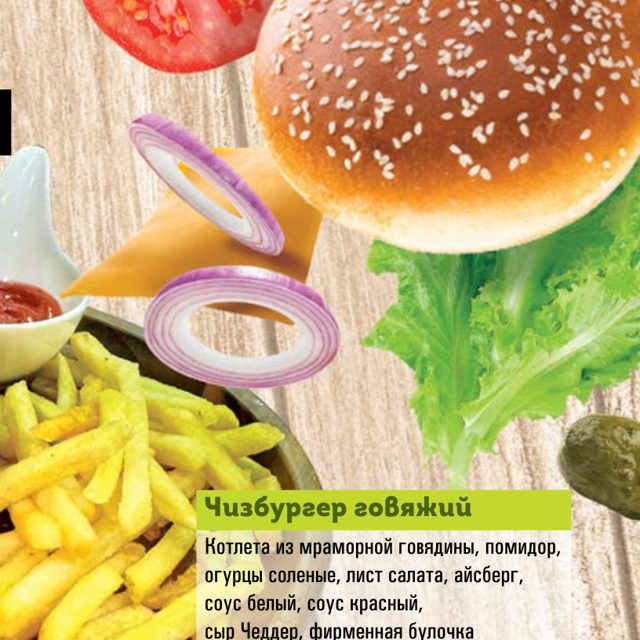 Чизбургер говяжий
Котлета из мраморной говядины, помидор,
огурцы соленые, лист салата, айсберг,
соус белый, соус красный,
сыр Чеддер, фирменная булочка